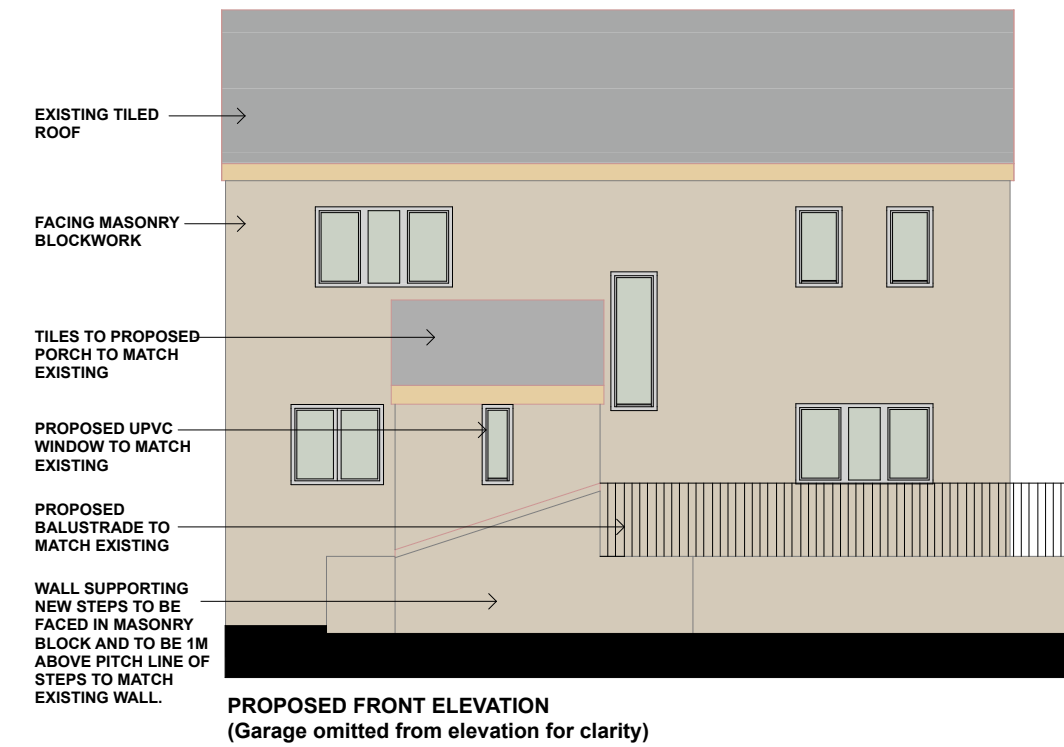 EXISTING TILED
ROOF
FACING MASONRY
BLOCKWORK
TILES TO PROPOSED
PORCH TO MATCH
EXISTING
PROPOSED UPVC
WINDOW TO MATCH
EXISTING
PROPOSED
BALUSTRADE TO
MATCH EXISTING
WALL SUPPORTING
NEW STEPS TO BE
FACED IN MASONRY
BLOCK AND TO BE 1M
ABOVE PITCH LINE OF
STEPS TO MATCH
EXISTING WALL.
PROPOSED FRONT ELEVATION
(Garage omitted from elevation for clarity)